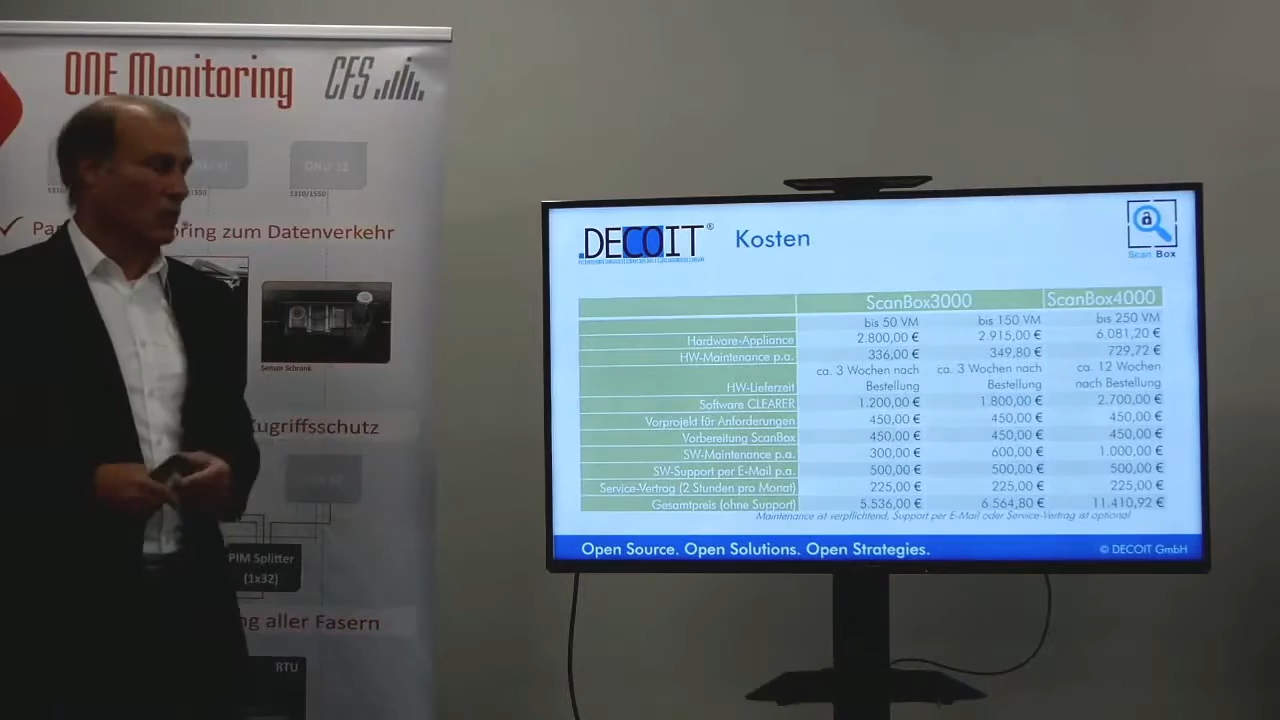 ONE Monitoring CFS
ONU 32
1310/1550
ring zum Datenverkehr
Sensor Schrank
Zugriffsschutz
PIM Splitter
(1x32)
ng aller Fasern
RTU
.DECOIT® Kosten
Scan Box
ScanBox3000 ScanBox4000
bis 50 VM bis 150 VM bis 250 VM
Hardware-Appliance 2.800,00 € 2.915,00 € 6.081,20 €
HW-Maintenance p.a. 336,00 € 349,80 € 729,72 €
ca. 3 Wochen nach ca. 3 Wochen nach ca. 12 Wochen
HW-Lieferzeit Bestellung Bestellung nach Bestellung
Software CLEARER 1.200,00 € 1.800,00 € 2.700,00 €
Vorprojekt für Anforderungen 450,00 € 450,00 € 450,00 €
Vorbereitung ScanBox 450,00 € 450,00 € 450,00 €
SW-Maintenance p.a. 300,00 € 600,00 € 1.000,00 €
SW-Support per E-Mail p.a. 500,00 € 500,00 € 500,00 €
Service-Vertrag (2 Stunden pro Monat) 225,00 € 225,00 € 225,00 €
Gesamtpreis (ohne Support) 5.536,00 € 6.564,80 € 11.410,92 €
Maintenance ist verpflichtend, Support per E-Mail oder Service-Vertrag ist optional
Open Source. Open Solutions. Open Strategies. © DECOIT GmbH